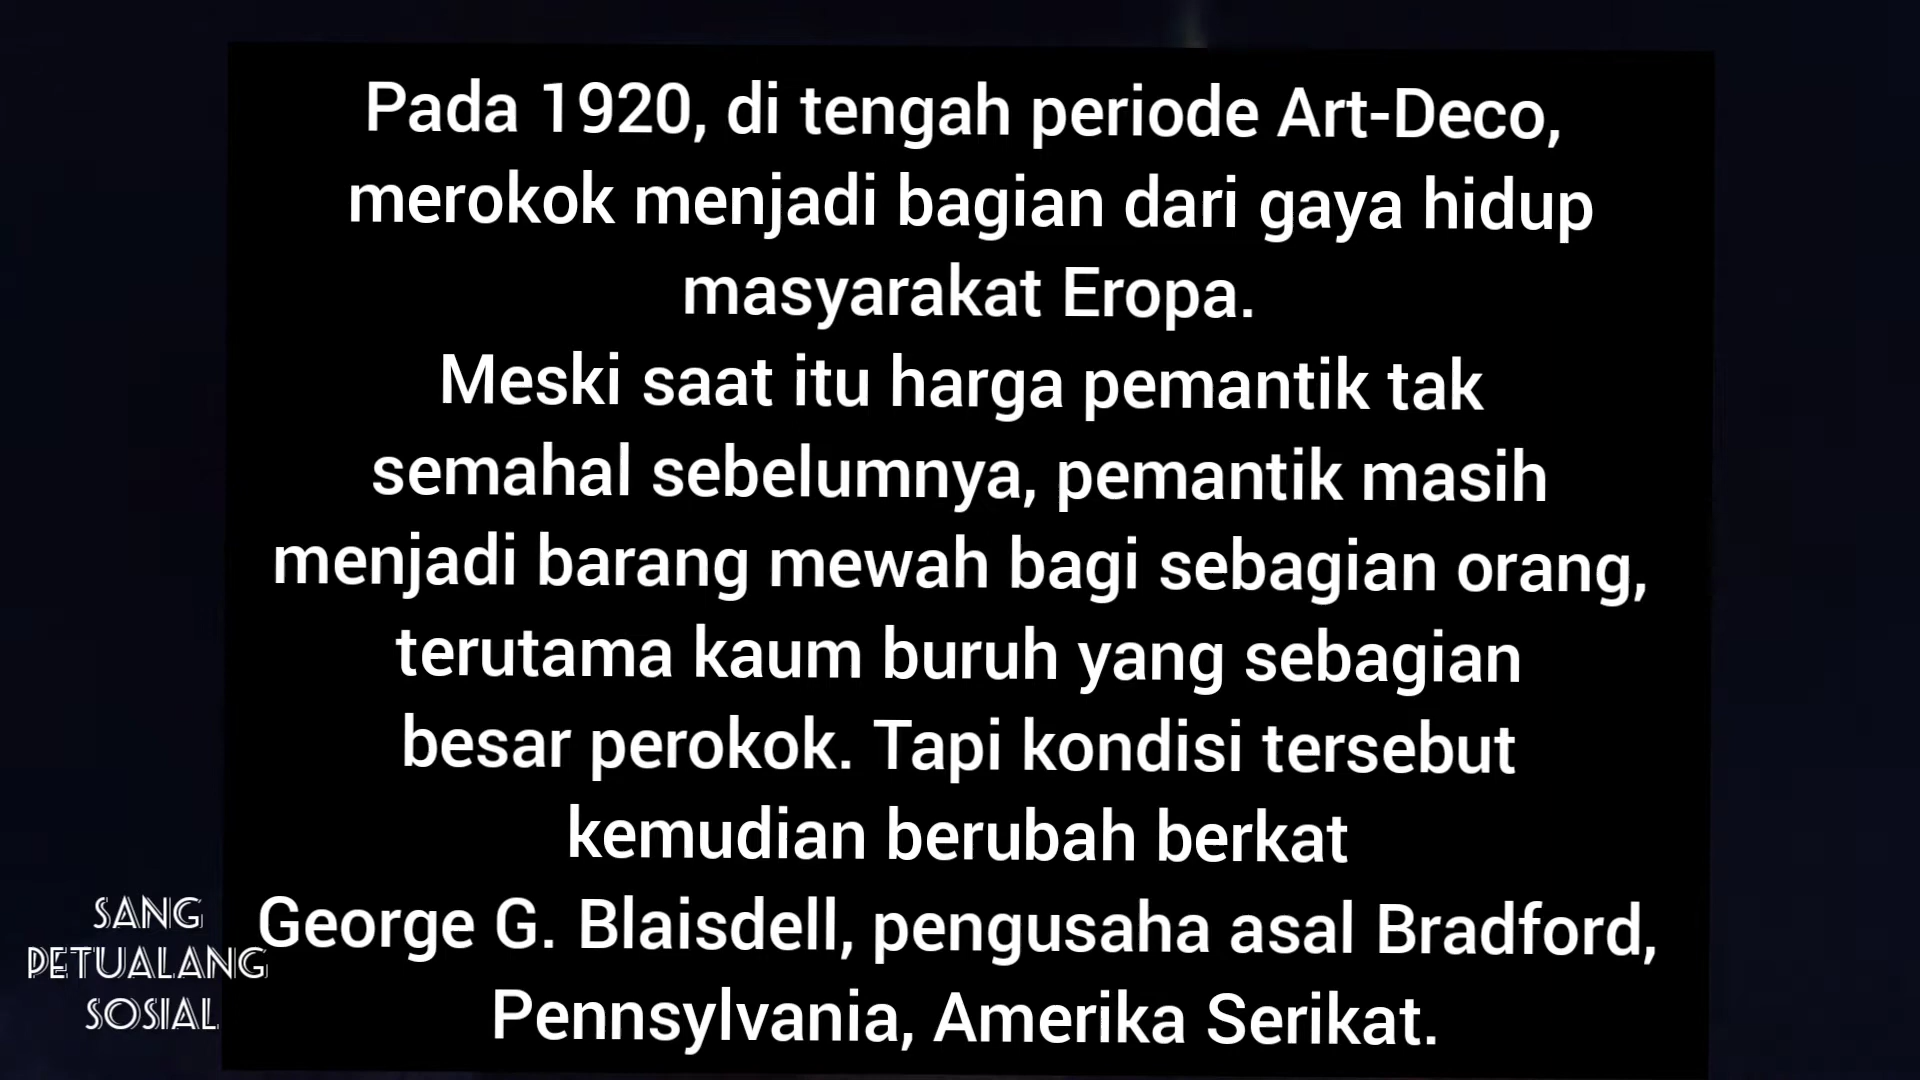 Pada 1920, di tengah periode Art-Deco,
merokok menjadi bagian dari gaya hidup
masyarakat Eropa.
Meski saat itu harga pemantik tak
semahal sebelumnya, pemantik masih
menjadi barang mewah bagi sebagian orang,
terutama kaum buruh yang sebagian
besar perokok. Tapi kondisi tersebut
kemudian berubah berkat
George G. Blaisdell, pengusaha asal Bradford,
Pennsylvania, Amerika Serikat.
SANG
PETUALANG
SOSIAL